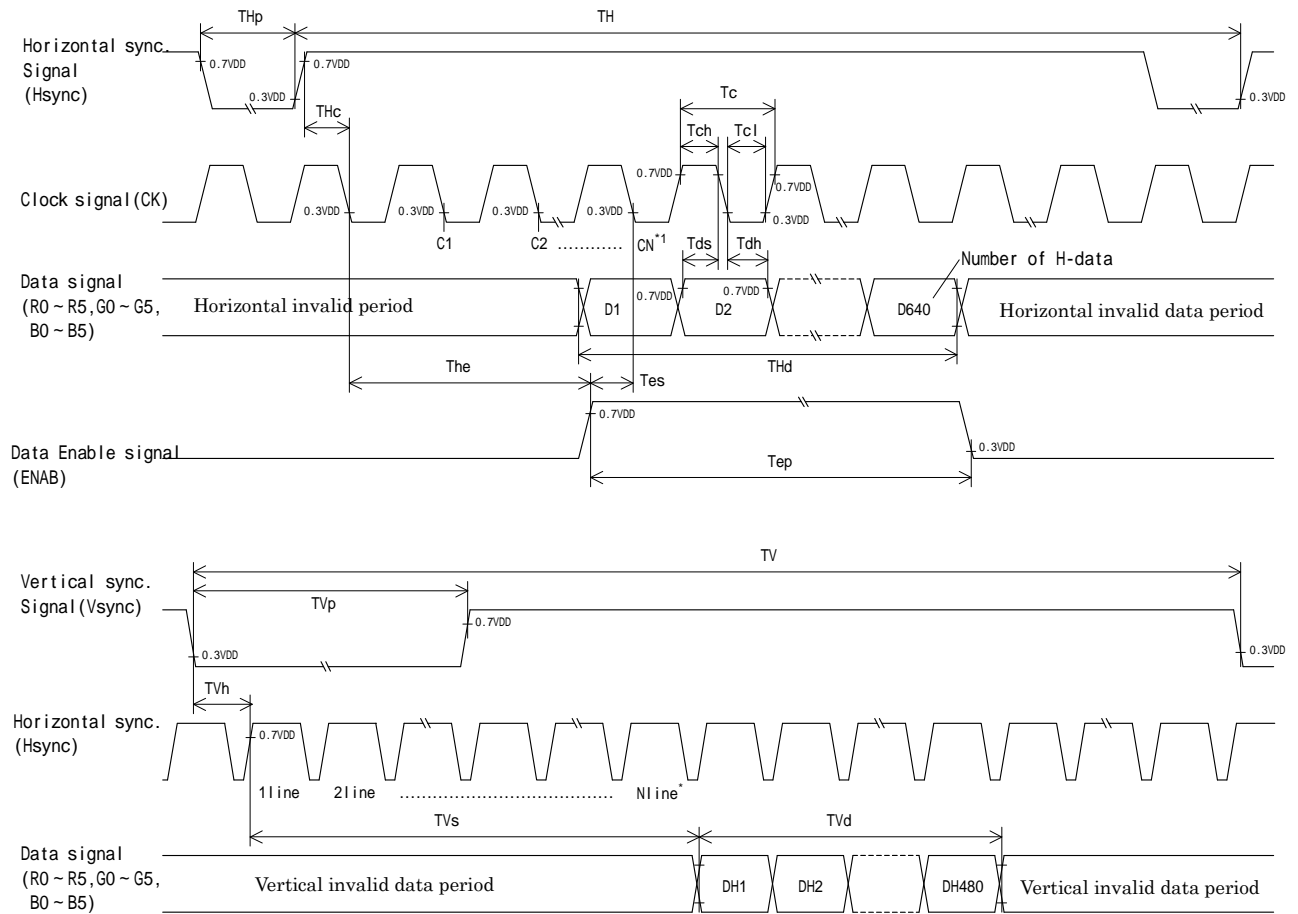 THp
TH
Horizontal sync.
Signal
(Hsync)
0.7VDD
0.3VDD
0.7VDD
0.3VDD
THc
Tc
Tch
Tcl
Clock signal(CK)
0.3VDD
0.3VDD
0.3VDD
0.3VDD
0.7VDD
0.7VDD
0.3VDD
C1
C2 ............ CN*1
Tds
Tdh
Number of H-data
Data signal
(R0~R5,G0~G5,
B0~B5)
Horizontal invalid period
D1
0.7VDD
D2
0.7VDD
D640
Horizontal invalid data period
THd
The
Tes
0.7VDD
Data Enable signal
(ENAB)
0.3VDD
Tep
TV
Vertical sync.
Signal(Vsync)
TVp
0.7VDD
0.3VDD
0.3VDD
TVh
Horizontal sync.
(Hsync)
0.7VDD
1line
2line ..................................... Nline*
TVs
TVd
Data signal
(R0~R5,G0~G5,
B0~B5)
Vertical invalid data period
DH1
DH2
DH480
Vertical invalid data period